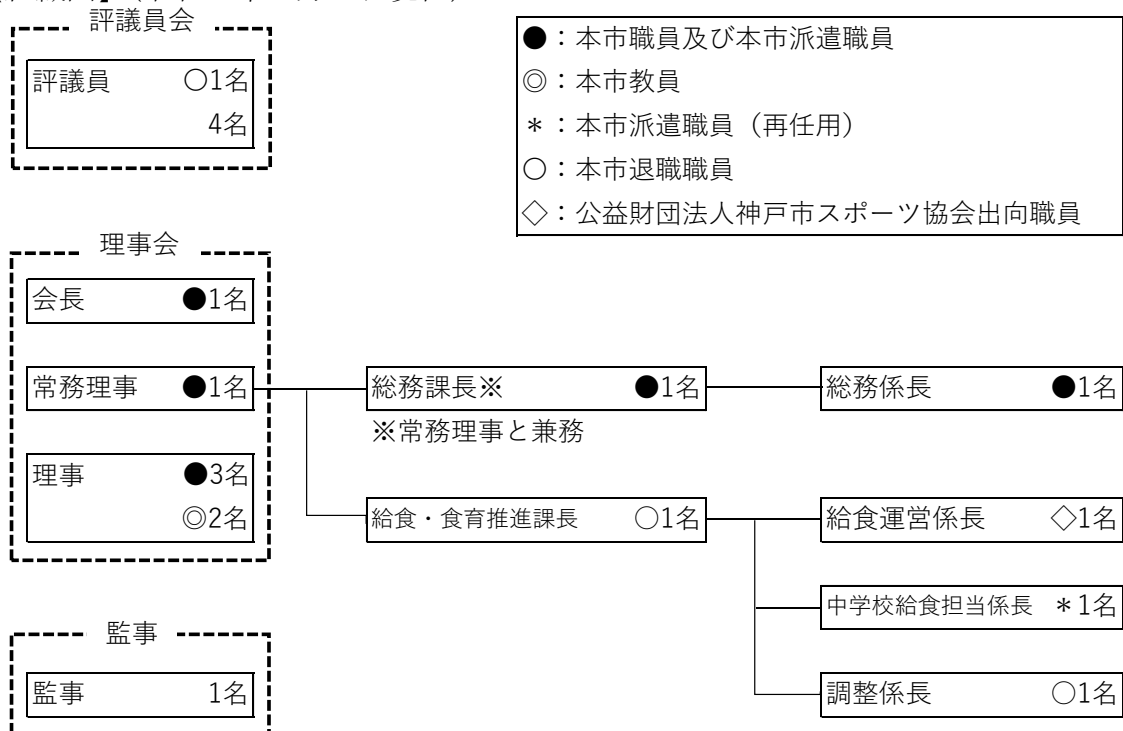 評議員会
評議員 ○1名
4名
●：本市職員及び本市派遣職員
◎：本市教員
＊：本市派遣職員（再任用）
○：本市退職職員
◇：公益財団法人神戸市スポーツ協会出向職員
理事会
会長 ●1名
常務理事 ●1名
総務課長※ ●1名
総務係長 ●1名
※常務理事と兼務
理事 ●3名
◎2名
給食・食育推進課長 ○1名
給食運営係長 ◇1名
中学校給食担当係長 ＊1名
監事
監事 1名
調整係長 ○1名